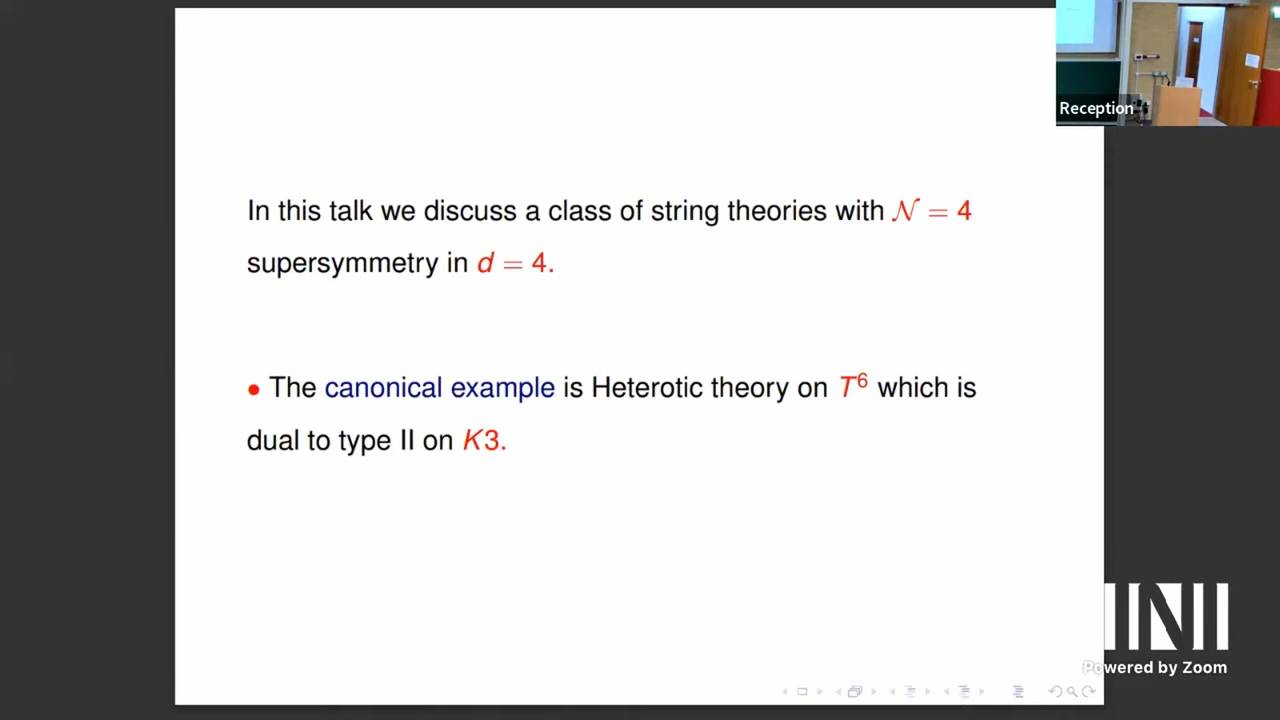 Reception
In this talk we discuss a class of string theories with 𝒩 = 4
supersymmetry in d = 4.
• The canonical example is Heterotic theory on T⁶ which is
dual to type II on K3.
Powered by Zoom